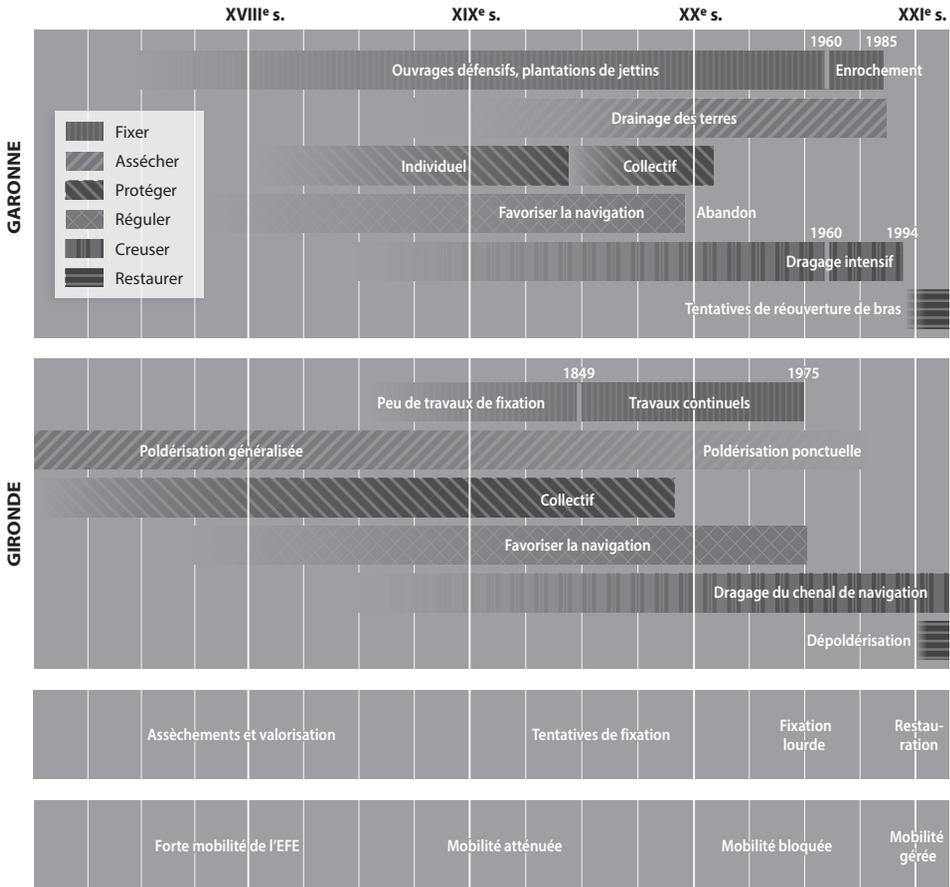 XVIIIe s. XIXe s. XXe s. XXIe s.
GARONNE
1960 1985
Ouvrages défensifs, plantations de jettins Enrochement
Drainage des terres
Fixer
Assécher
Protéger
Réguler
Creuser
Restaurer
Individuel Collectif
Favoriser la navigation Abandon
1960 1994
Dragage intensif
Tentatives de réouverture de bras
GIRONDE
1849 1975
Peu de travaux de fixation Travaux continuels
Poldérisation généralisée Poldérisation ponctuelle
Collectif
Favoriser la navigation
Dragage du chenal de navigation
Dépoldérisation
Assèchements et valorisation
Tentatives de fixation
Fixation
lourde
Restau-
ration
Forte mobilité de l’EFE
Mobilité atténuée
Mobilité bloquée
Mobilité
gérée